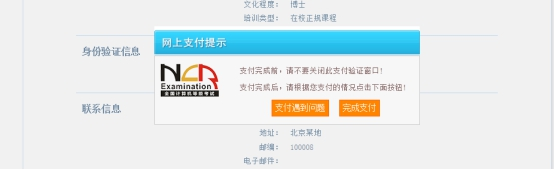 文化程度： 博士
培训类型： 在校正规课程
网上支付提示
身份验证信息
NCR
Examination
全国计算机等级考试
支付完成前，请不要关闭此支付验证窗口！
支付完成后，请根据您支付的情况点击下面按钮！
支付遇到问题 完成支付
联系信息
地址： 北京某地
邮编： 100008
电子邮件：